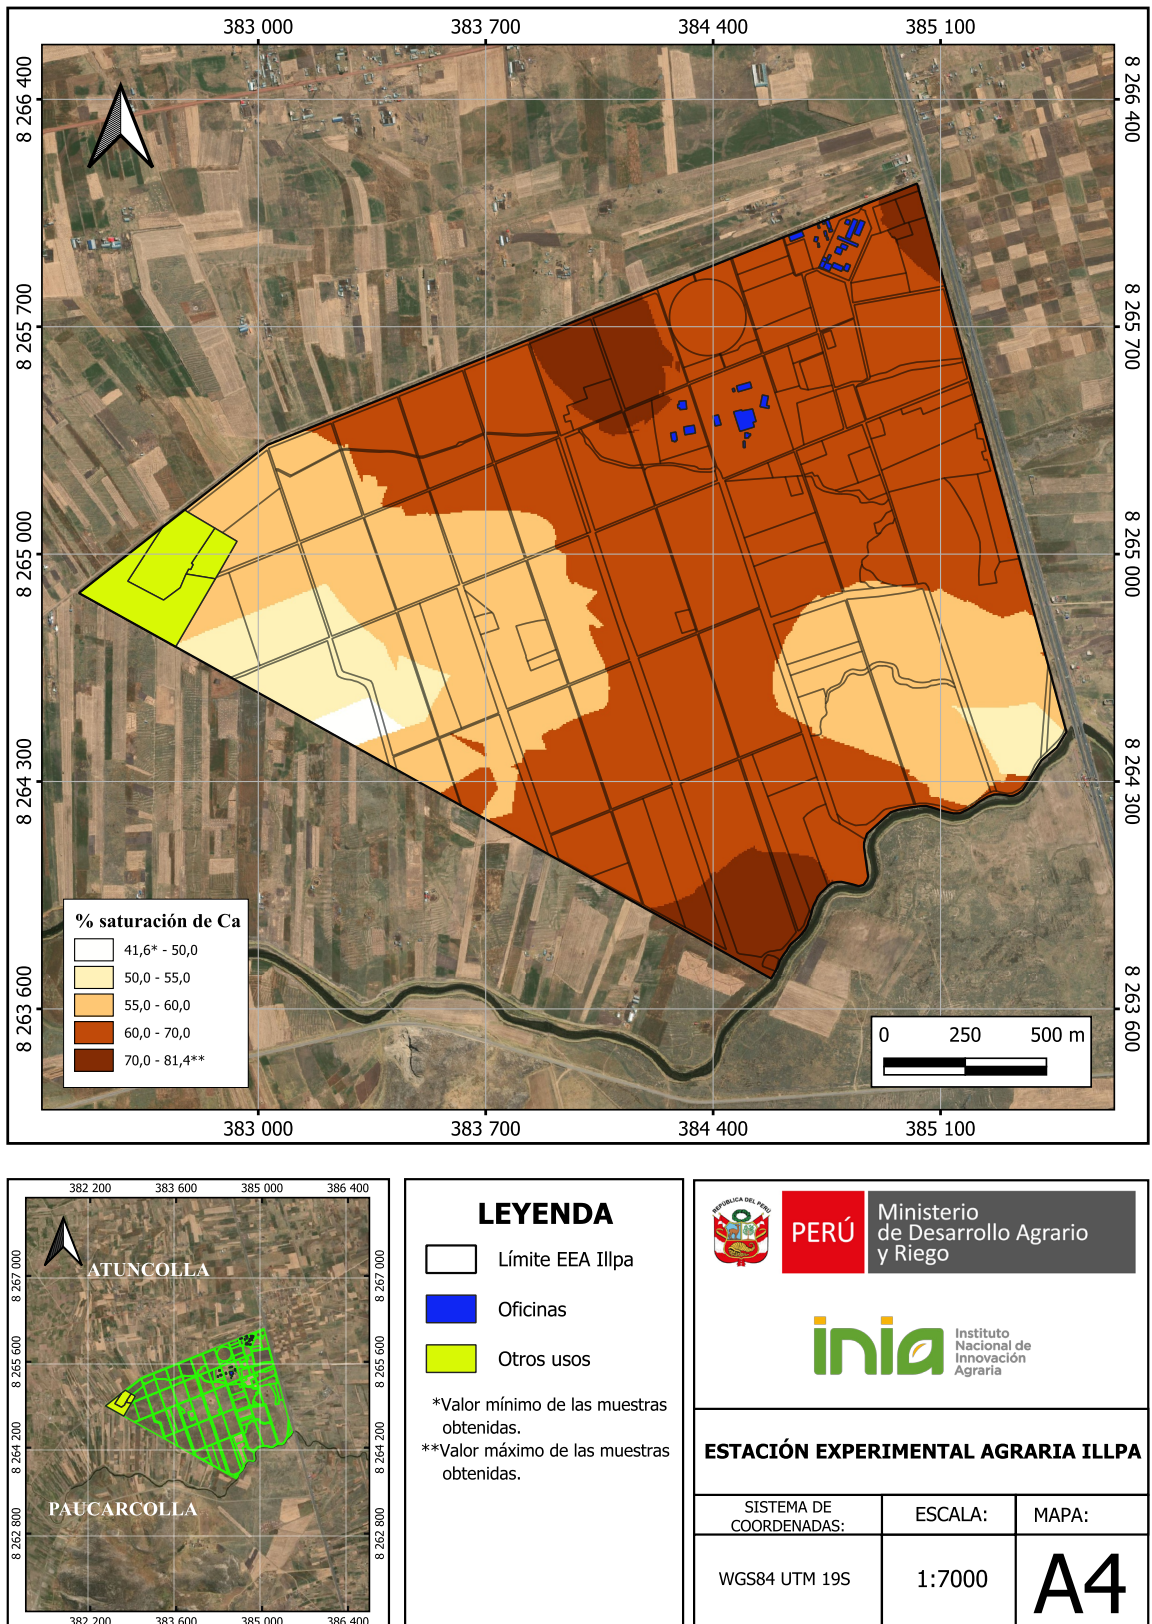 383 000 383 700 384 400 385 100
8 266 400
8 265 700
8 265 000
8 264 300
8 263 600
8 266 400
8 265 700
8 265 000
8 264 300
8 263 600
% saturación de Ca
41,6* - 50,0
50,0 - 55,0
55,0 - 60,0
60,0 - 70,0
70,0 - 81,4**
0 250 500 m
383 000 383 700 384 400 385 100
382 200 383 600 385 000 386 400
8 267 000
8 265 600
8 264 200
8 262 800
8 267 000
8 265 600
8 264 200
8 262 800
ATUNCOLLA
PAUCARCOLLA
382 200 383 600 385 000 386 400
LEYENDA
Límite EEA Illpa
Oficinas
Otros usos
*Valor mínimo de las muestras
obtenidas.
**Valor máximo de las muestras
obtenidas.
REPÚBLICA DEL PERÚ
PERÚ
Ministerio
de Desarrollo Agrario
y Riego
inia
Instituto
Nacional de
Innovación
Agraria
ESTACIÓN EXPERIMENTAL AGRARIA ILLPA
SISTEMA DE
COORDENADAS:
ESCALA:
MAPA:
WGS84 UTM 19S
1:7000
A4